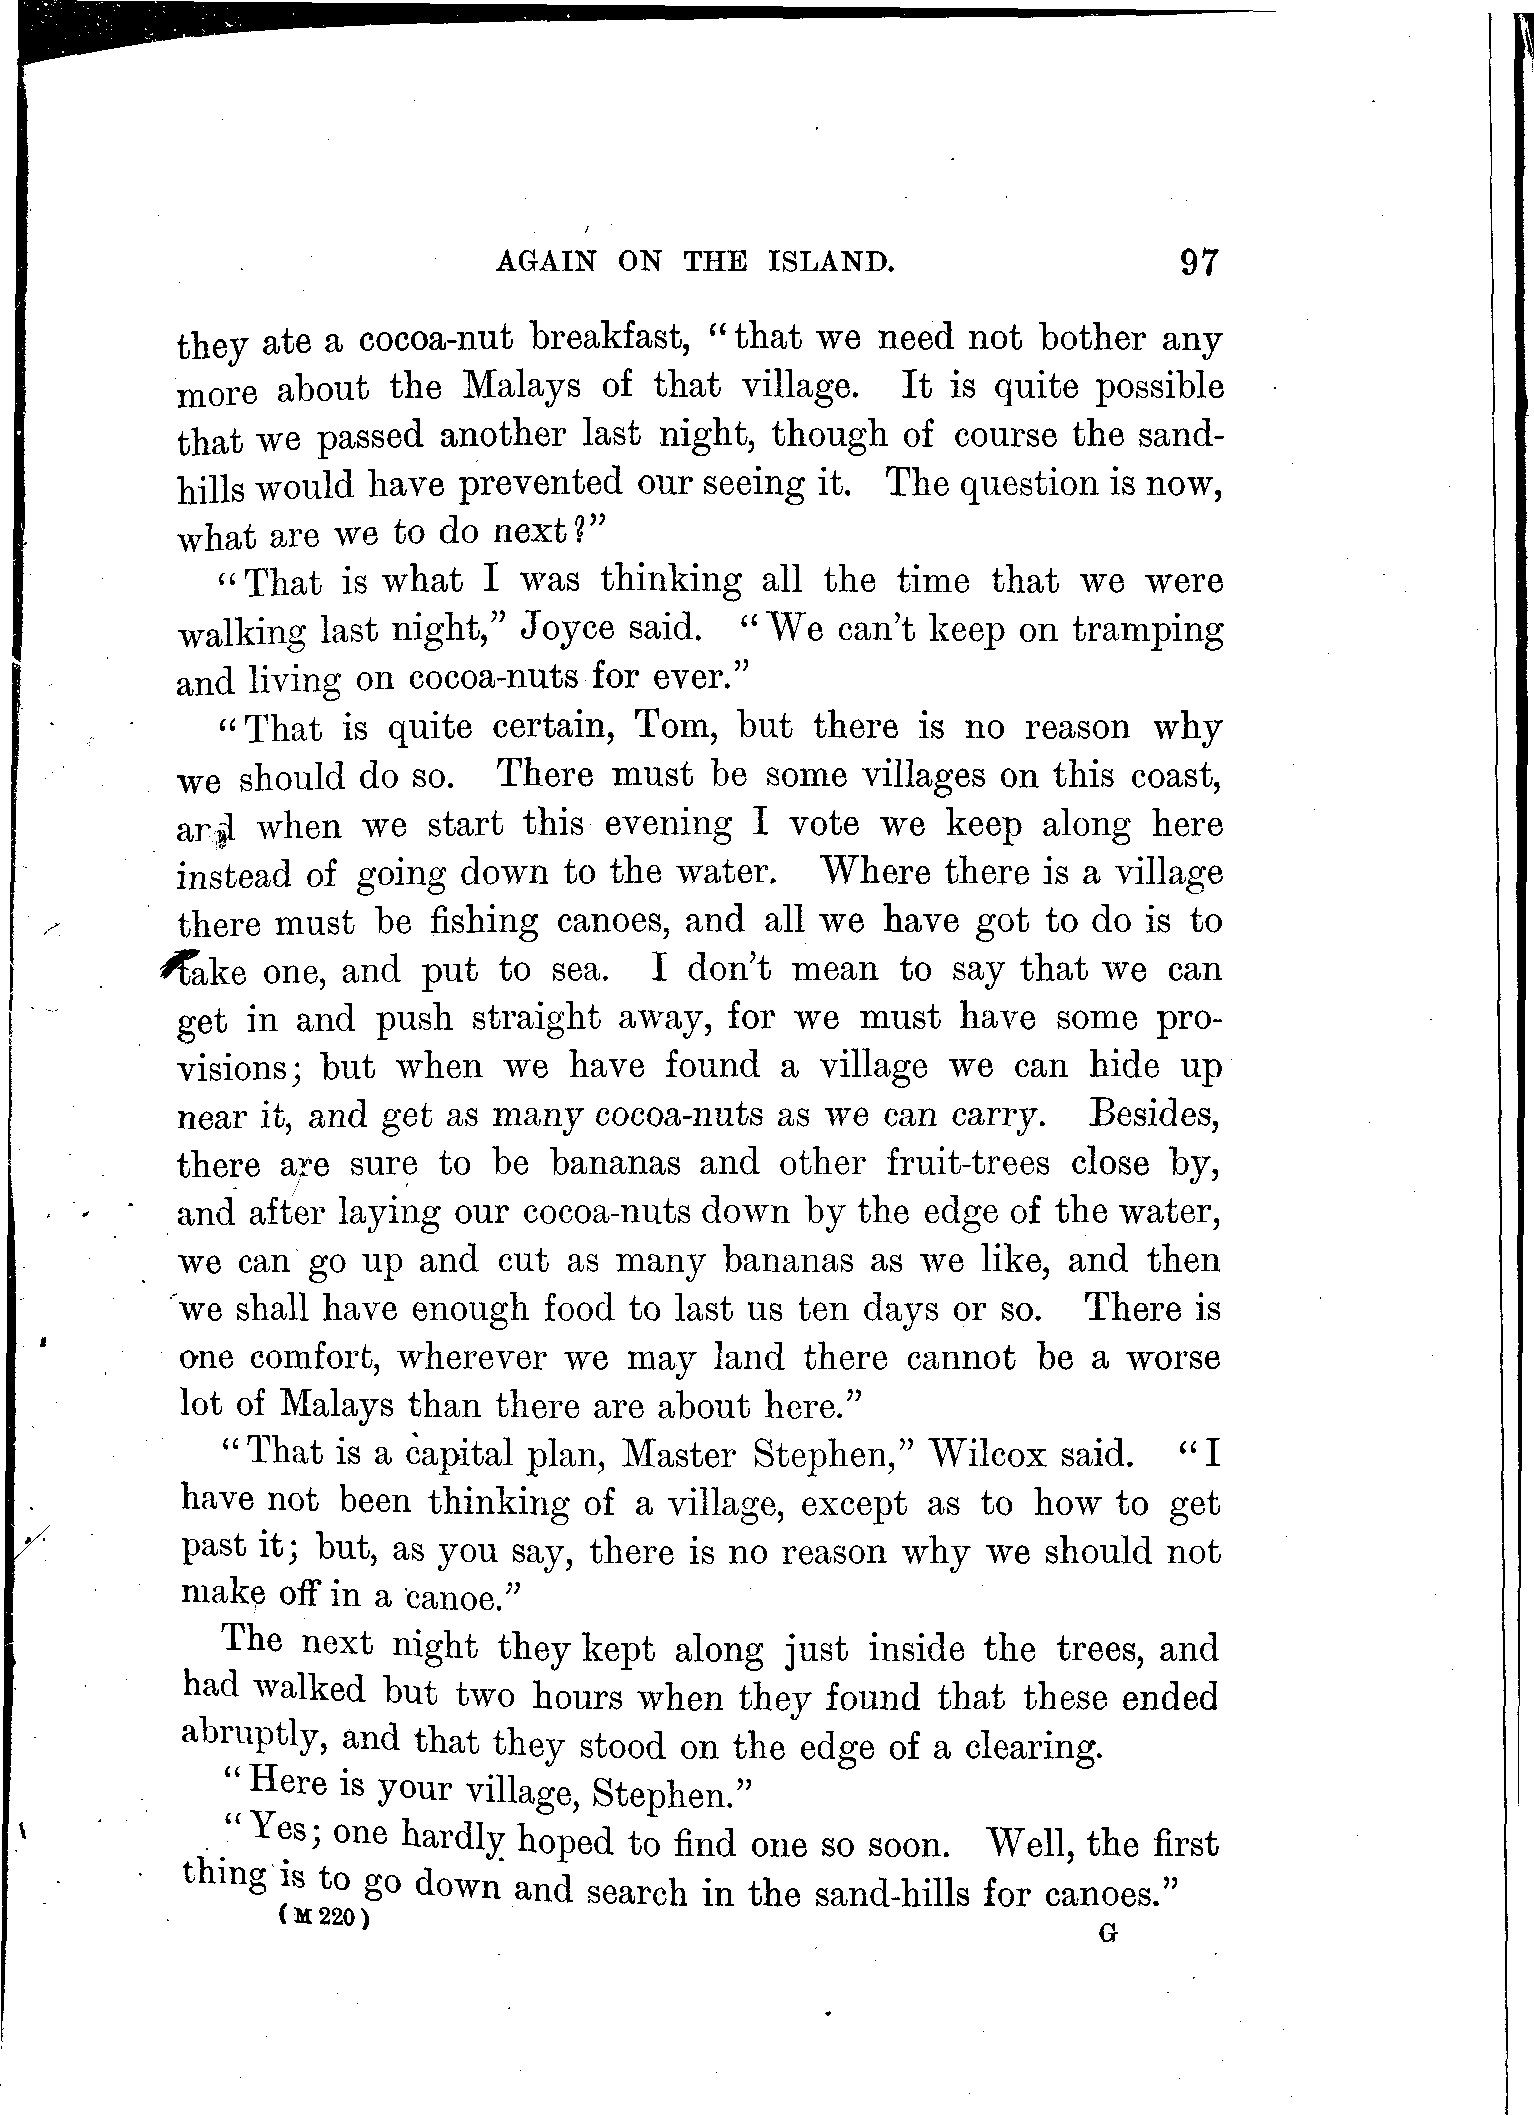 AGAIN ON THE ISLAND. 97
they ate a cocoa-nut breakfast, "that we need not bother any
more about the Malays of that village. It is quite possible
that we passed another last night, though of course the sand-
hills would have prevented our seeing it. The question is now,
what are we to do next?"
"That is what I was thinking all the time that we were
walking last night," Joyce said. "We can't keep on tramping
and living on cocoa-nuts for ever."
"That is quite certain, Tom, but there is no reason why
we should do so. There must be some villages on this coast,
and when we start this evening I vote we keep along here
instead of going down to the water. Where there is a village
there must be fishing canoes, and all we have got to do is to
take one, and put to sea. I don't mean to say that we can
get in and push straight away, for we must have some pro-
visions; but when we have found a village we can hide up
near it, and get as many cocoa-nuts as we can carry. Besides,
there are sure to be bananas and other fruit-trees close by,
and after laying our cocoa-nuts down by the edge of the water,
we can go up and cut as many bananas as we like, and then
we shall have enough food to last us ten days or so. There is
one comfort, wherever we may land there cannot be a worse
lot of Malays than there are about here."
"That is a capital plan, Master Stephen," Wilcox said. "I
have not been thinking of a village, except as to how to get
past it; but, as you say, there is no reason why we should not
make off in a canoe."
The next night they kept along just inside the trees, and
had walked but two hours when they found that these ended
abruptly, and that they stood on the edge of a clearing.
"Here is your village, Stephen."
"Yes; one hardly hoped to find one so soon. Well, the first
thing is to go down and search in the sand-hills for canoes."
(M 220)
G